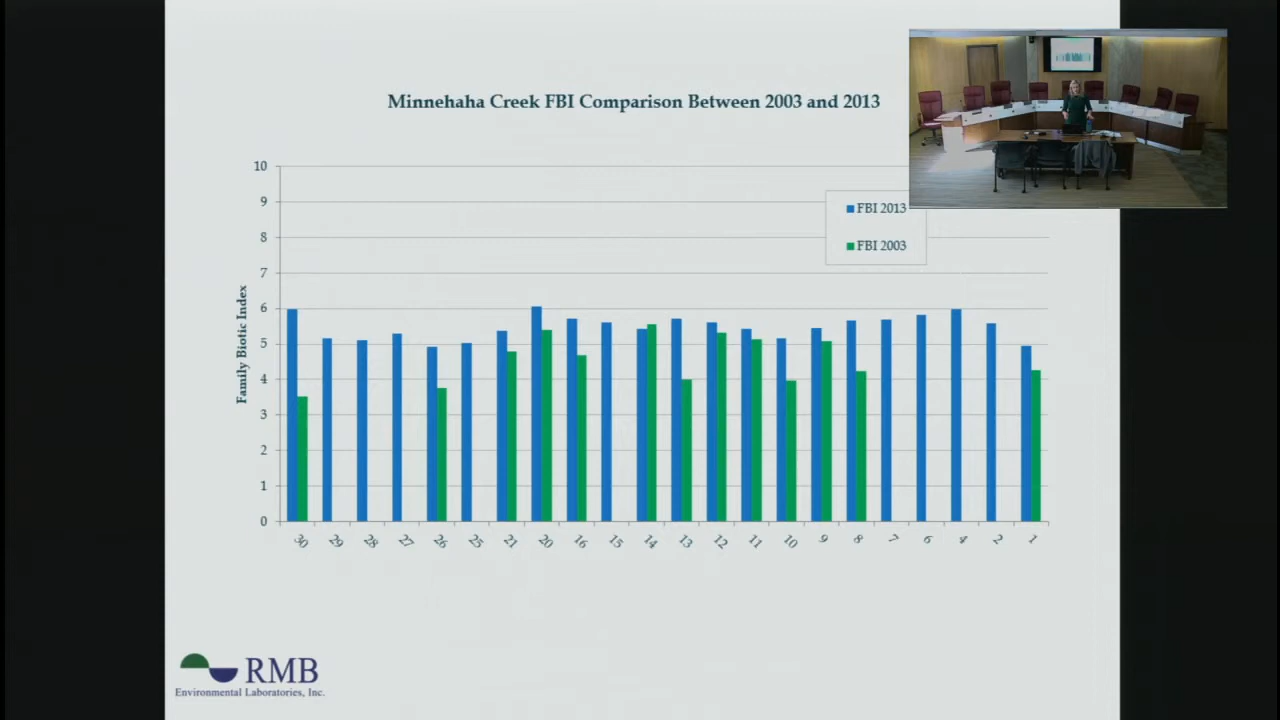 Minnehaha Creek FBI Comparison Between 2003 and 2013
10
9
8
7
6
5
4
3
2
1
0
Family Biotic Index
FBI 2013
FBI 2003
30 29 28 27 26 25 21 20 16 15 14 13 12 11 10 9 8 7 6 4 2 1
RMB
Environmental Laboratories, Inc.